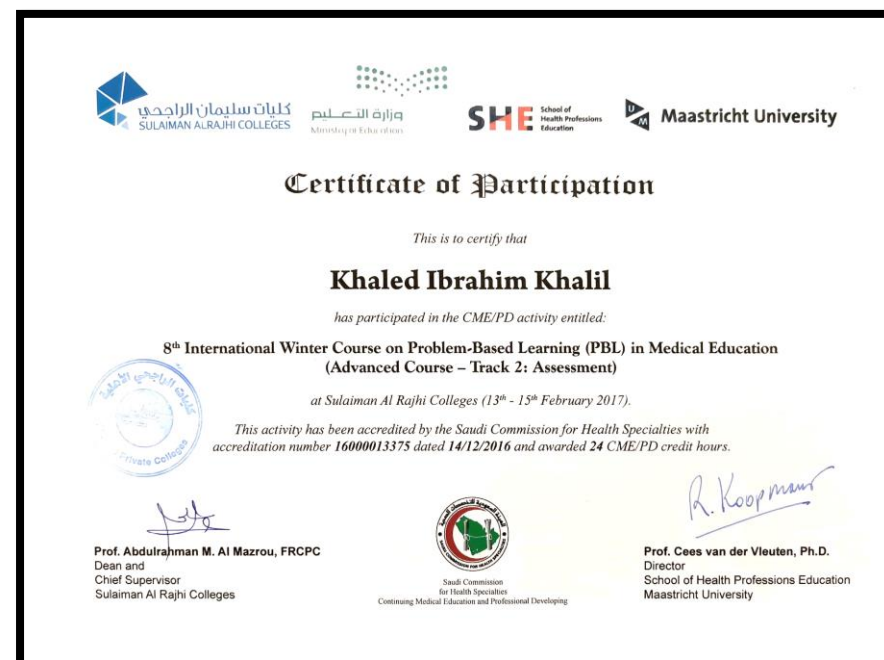 كليات سليمان الراجحي
SULAIMAN ALRAJHI COLLEGES
وزارة التعليم
Ministry of Education
SHE School of
Health Professions
Education
UM Maastricht University
Certificate of Participation
This is to certify that
Khaled Ibrahim Khalil
has participated in the CME/PD activity entitled:
8th International Winter Course on Problem-Based Learning (PBL) in Medical Education
(Advanced Course – Track 2: Assessment)
at Sulaiman Al Rajhi Colleges (13th - 15th February 2017).
This activity has been accredited by the Saudi Commission for Health Specialties with
accreditation number 16000013375 dated 14/12/2016 and awarded 24 CME/PD credit hours.
Private Colleges
R. Koopmans
Prof. Abdulrahman M. Al Mazrou, FRCPC
Dean and
Chief Supervisor
Sulaiman Al Rajhi Colleges
Saudi Commission
for Health Specialties
Continuing Medical Education and Professional Developing
Prof. Cees van der Vleuten, Ph.D.
Director
School of Health Professions Education
Maastricht University